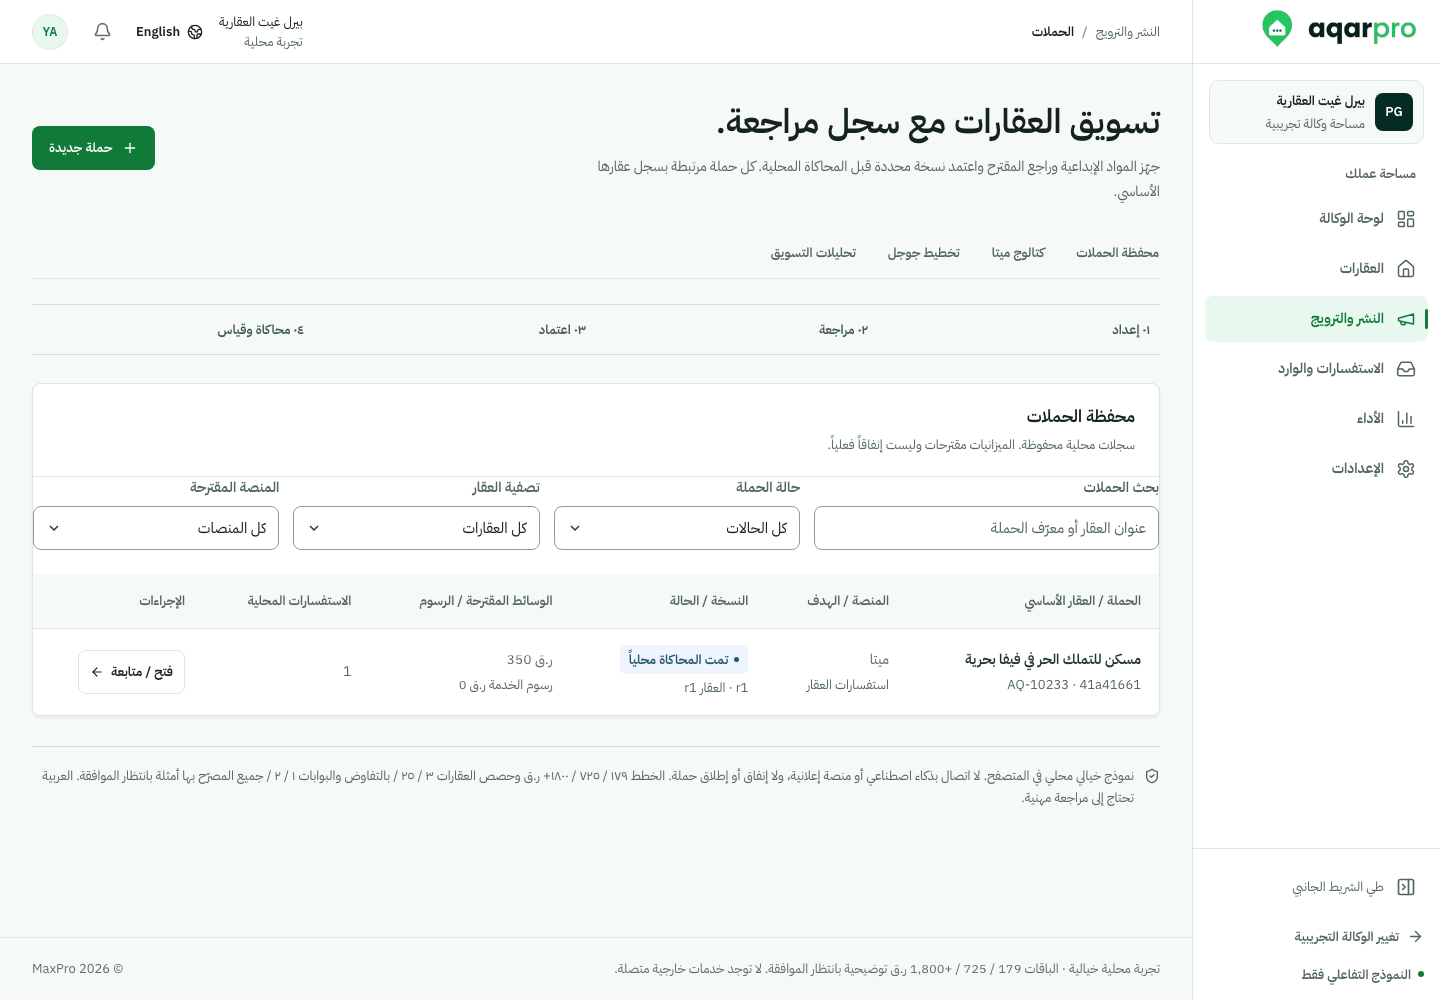 aqarpro
النشر والترويج / الحملات
بيرل غيت العقارية
تجربة محلية
English
YA
PG
بيرل غيت العقارية
مساحة وكالة تجريبية
مساحة عملك
لوحة الوكالة
العقارات
النشر والترويج
الاستفسارات والوارد
الأداء
الإعدادات
طي الشريط الجانبي
تغيير الوكالة التجريبية
النموذج التفاعلي فقط
تسويق العقارات مع سجل مراجعة.
جهّز المواد الإبداعية وراجع المقترح واعتمد نسخة محددة قبل المحاكاة المحلية. كل حملة مرتبطة بسجل عقارها
الأساسي.
حملة جديدة
محفظة الحملات
كتالوج ميتا
تخطيط جوجل
تحليلات التسويق
٠١ إعداد
٠٢ مراجعة
٠٣ اعتماد
٠٤ محاكاة وقياس
محفظة الحملات
سجلات محلية محفوظة. الميزانيات مقترحات وليست إنفاقاً فعلياً.
بحث الحملات
حالة الحملة
تصفية العقار
المنصة المقترحة
عنوان العقار أو معرّف الحملة
كل الحالات
كل العقارات
كل المنصات
الحملة / العقار الأساسي
المنصة / الهدف
النسخة / الحالة
الوسائط المقترحة / الرسوم
الاستفسارات المحلية
الإجراءات
مسكن للتملك الحر في فيفا بحرية
AQ-10233 · 41a41661
ميتا
استفسارات العقار
تمت المحاكاة محلياً
r1 · العقار r1
ر.ق 350
رسوم الخدمة ر.ق 0
1
فتح / متابعة
نموذج خيالي محلي في المتصفح. لا اتصال بذكاء اصطناعي أو منصة إعلانية، ولا إنفاق أو إطلاق حملة. الخطط ١٧٩ / ٧٢٥ / ١٨٠٠+ ر.ق وحصص العقارات ٣ / ٢٥ / بالتفاوض والبوابات ١ / ٢ / جميع المصرّح بها أمثلة بانتظار الموافقة. العربية
تحتاج إلى مراجعة مهنية.
تجربة محلية خيالية · الباقات 179 / 725 / +1,800 ر.ق توضيحية بانتظار الموافقة. لا توجد خدمات خارجية متصلة.
© 2026 MaxPro